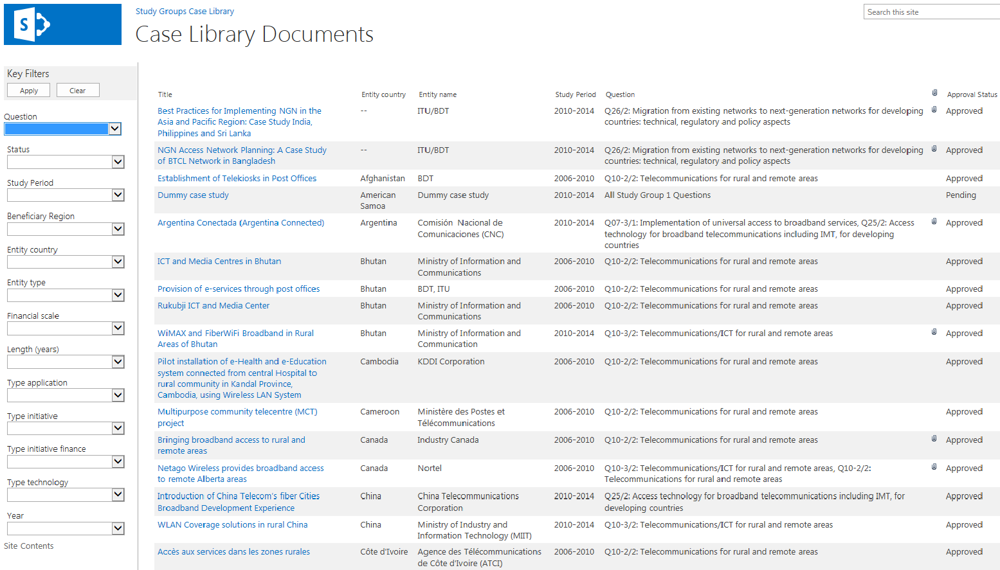 S
Study Groups Case Library
Case Library Documents
Search this site
Key Filters
Apply Clear
Question
Status
Study Period
Beneficiary Region
Entity country
Entity type
Financial scale
Length (years)
Type application
Type initiative
Type initiative finance
Type technology
Year
Site Contents
Title Entity country Entity name Study Period Question Approval Status
Best Practices for Implementing NGN in the -- ITU/BDT 2010-2014 Q26/2: Migration from existing networks to next-generation networks for developing Approved
Asia and Pacific Region: Case Study India, countries: technical, regulatory and policy aspects
Philippines and Sri Lanka
NGN Access Network Planning: A Case Study -- ITU/BDT 2010-2014 Q26/2: Migration from existing networks to next-generation networks for developing Approved
of BTCL Network in Bangladesh countries: technical, regulatory and policy aspects
Establishment of Telekiosks in Post Offices Afghanistan BDT 2006-2010 Q10-2/2: Telecommunications for rural and remote areas Approved
Dummy case study American Dummy case study 2010-2014 All Study Group 1 Questions Pending
Samoa
Argentina Conectada (Argentina Connected) Argentina Comisión Nacional de 2010-2014 Q07-3/1: Implementation of universal access to broadband services, Q25/2: Access Approved
Comunicaciones (CNC) technology for broadband telecommunications including IMT, for developing
countries
ICT and Media Centres in Bhutan Bhutan Ministry of Information and 2006-2010 Q10-2/2: Telecommunications for rural and remote areas Approved
Communications
Provision of e-services through post offices Bhutan BDT, ITU 2006-2010 Q10-2/2: Telecommunications for rural and remote areas Approved
Rukubji ICT and Media Center Bhutan Ministry of Information and 2006-2010 Q10-2/2: Telecommunications for rural and remote areas Approved
Communications
WiMAX and FiberWiFi Broadband in Rural Bhutan Ministry of Information and 2010-2014 Q10-3/2: Telecommunications/ICT for rural and remote areas Approved
Areas of Bhutan Communication
Pilot installation of e-Health and e-Education Cambodia KDDI Corporation 2006-2010 Q10-2/2: Telecommunications for rural and remote areas Approved
system connected from central Hospital to
rural community in Kandal Province,
Cambodia, using Wireless LAN System
Multipurpose community telecentre (MCT) Cameroon Ministère des Postes et 2006-2010 Q10-2/2: Telecommunications for rural and remote areas Approved
project Télécommunications
Bringing broadband access to rural and Canada Industry Canada 2006-2010 Q10-2/2: Telecommunications for rural and remote areas Approved
remote areas
Netago Wireless provides broadband access Canada Nortel 2006-2010 Q10-3/2: Telecommunications/ICT for rural and remote areas, Q10-2/2: Approved
to remote Alberta areas Telecommunications for rural and remote areas
Introduction of China Telecom's fiber Cities China China Telecommunications 2010-2014 Q25/2: Access technology for broadband telecommunications including IMT, for Approved
Broadband Development Experience Corporation developing countries
WLAN Coverage solutions in rural China China Ministry of Industry and 2010-2014 Q10-3/2: Telecommunications/ICT for rural and remote areas Approved
Information Technology (MIIT)
Accès aux services dans les zones rurales Côte d'Ivoire Agence des Télécommunications 2006-2010 Q10-2/2: Telecommunications for rural and remote areas Approved
de Côte d'Ivoire (ATCI)